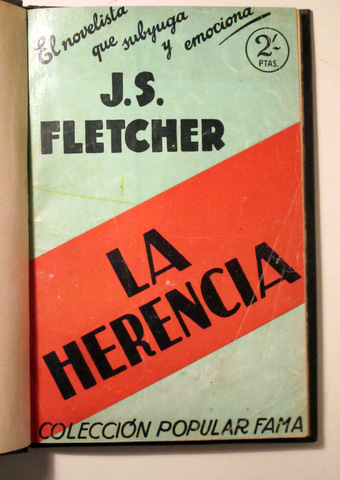 El novelista
que subyuga
y emociona
2'-
PTAS.
J.S.
FLETCHER
LA
HERENCIA
COLECCIÓN POPULAR FAMA